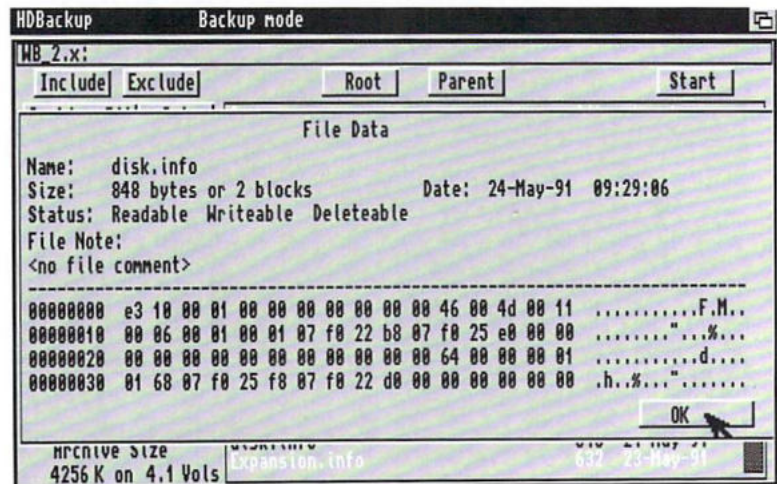 HDBackup Backup mode
WB_2.x:
Include Exclude Root Parent Start
File Data
Name: disk.info
Size: 848 bytes or 2 blocks Date: 24-May-91 09:29:06
Status: Readable Writeable Deleteable
File Note:
<no file comment>
00000000 e3 10 00 01 00 00 00 00 00 00 00 46 00 4d 00 11 ...........F.M..
00000010 00 06 00 01 00 01 07 f0 22 b8 07 f0 25 e0 00 00 ........"...%...
00000020 00 00 00 00 00 00 00 00 00 00 00 64 00 00 00 01 ...........d....
00000030 01 68 07 f0 25 f8 07 f0 22 d0 00 00 00 00 00 00 .h..%...".......
OK
Archive Size
4256 K on 4.1 Vols Expansion.info 632 23-May-91